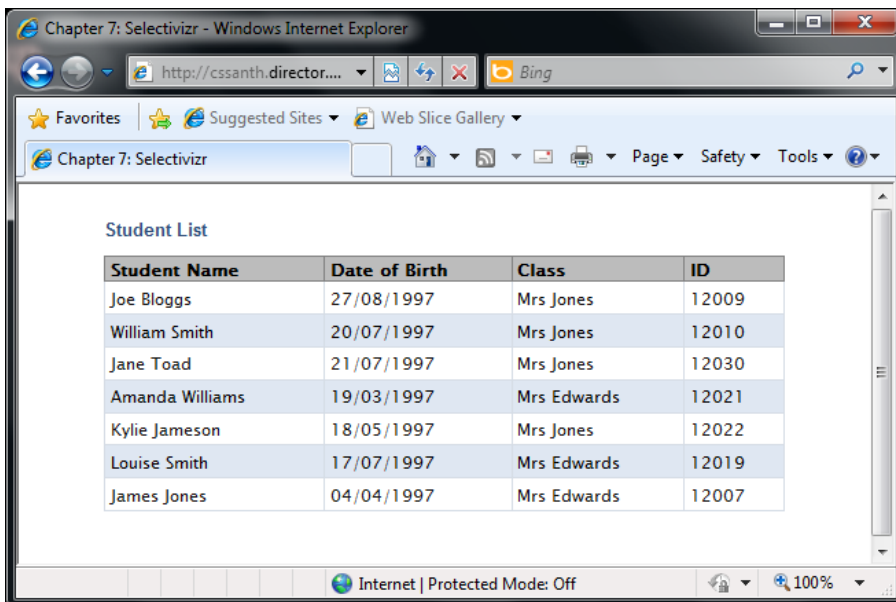 Chapter 7: Selectivizr - Windows Internet Explorer
http://cssanth.director....
Bing
Favorites Suggested Sites Web Slice Gallery
Chapter 7: Selectivizr Page Safety Tools
Student List
Student Name Date of Birth Class ID
Joe Bloggs 27/08/1997 Mrs Jones 12009
William Smith 20/07/1997 Mrs Jones 12010
Jane Toad 21/07/1997 Mrs Jones 12030
Amanda Williams 19/03/1997 Mrs Edwards 12021
Kylie Jameson 18/05/1997 Mrs Jones 12022
Louise Smith 17/07/1997 Mrs Edwards 12019
James Jones 04/04/1997 Mrs Edwards 12007
Internet | Protected Mode: Off 100%